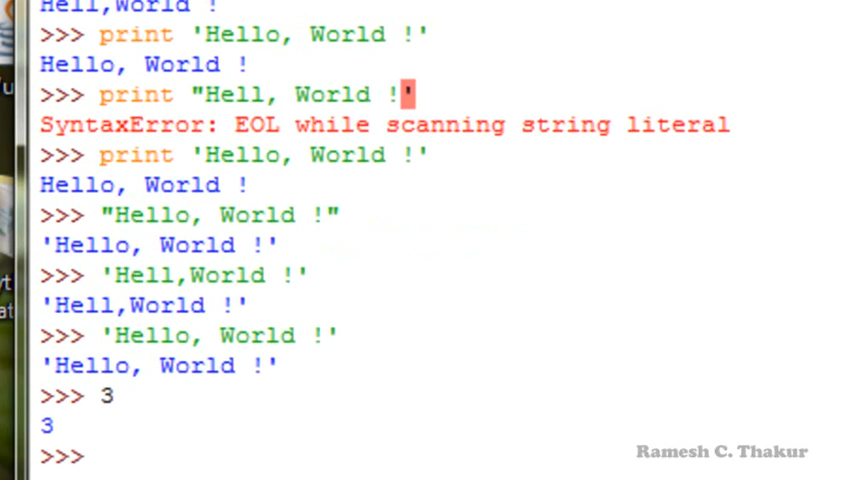 Hell,World !
>>> print 'Hello, World !'
Hello, World !
>>> print "Hell, World !'
SyntaxError: EOL while scanning string literal
>>> print 'Hello, World !'
Hello, World !
>>> "Hello, World !"
'Hello, World !'
>>> 'Hell,World !'
'Hell,World !'
>>> 'Hello, World !'
'Hello, World !'
>>> 3
3
>>>
Ramesh C. Thakur